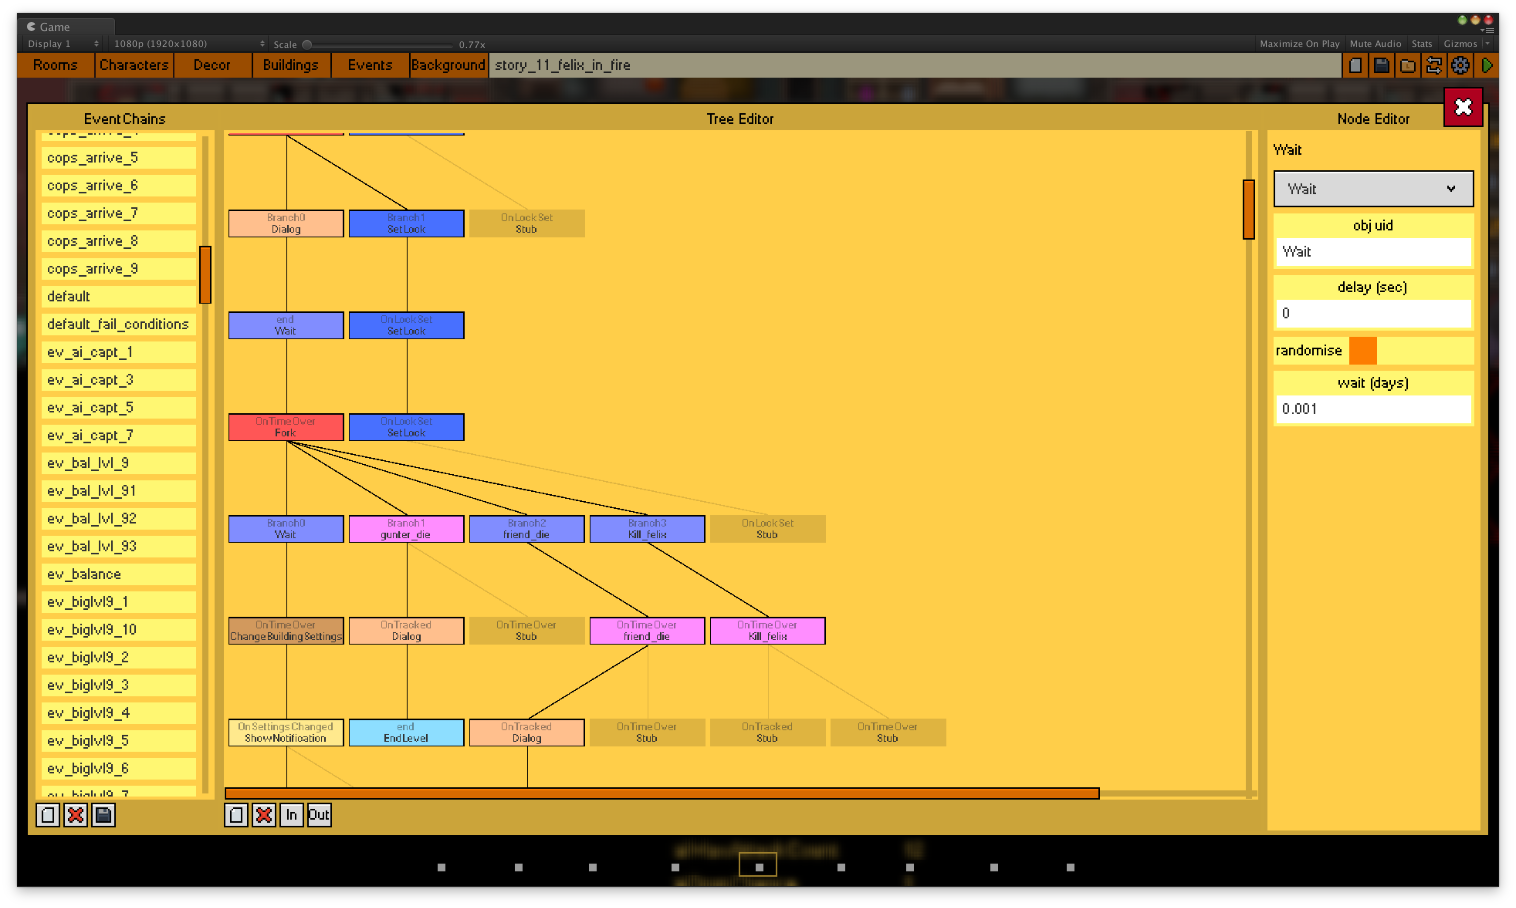 Game
Display 1 1080p (1920x1080) Scale 0.77x Maximize On Play Mute Audio Stats Gizmos
Rooms Characters Decor Buildings Events Background story_11_felix_in_fire
EventChains Tree Editor Node Editor
cops_arrive_5
cops_arrive_6
cops_arrive_7
cops_arrive_8
cops_arrive_9
default
default_fail_conditions
ev_ai_capt_1
ev_ai_capt_3
ev_ai_capt_5
ev_ai_capt_7
ev_bal_lvl_9
ev_bal_lvl_91
ev_bal_lvl_92
ev_bal_lvl_93
ev_balance
ev_biglvl9_1
ev_biglvl9_10
ev_biglvl9_2
ev_biglvl9_3
ev_biglvl9_4
ev_biglvl9_5
ev_biglvl9_6
ev_biglvl9_7
Branch0 Branch1 OnLockSet
Dialog SetLock Stub
end OnLockSet
Wait SetLock
OnTimeOver OnLockSet
Fork SetLock
Branch0 Branch1 Branch2 Branch3 OnLockSet
Wait gunter_die friend_die Kill_felix Stub
OnTimeOver OnTracked OnTimeOver OnTimeOver OnTimeOver
ChangeBuildingSettings Dialog Stub friend_die Kill_felix
OnSettingsChanged end OnTracked OnTimeOver OnTracked OnTimeOver
ShowNotification EndLevel Dialog Stub Stub Stub
In Out
Wait
Wait
obj uid
Wait
delay (sec)
0
randomise
wait (days)
0.001